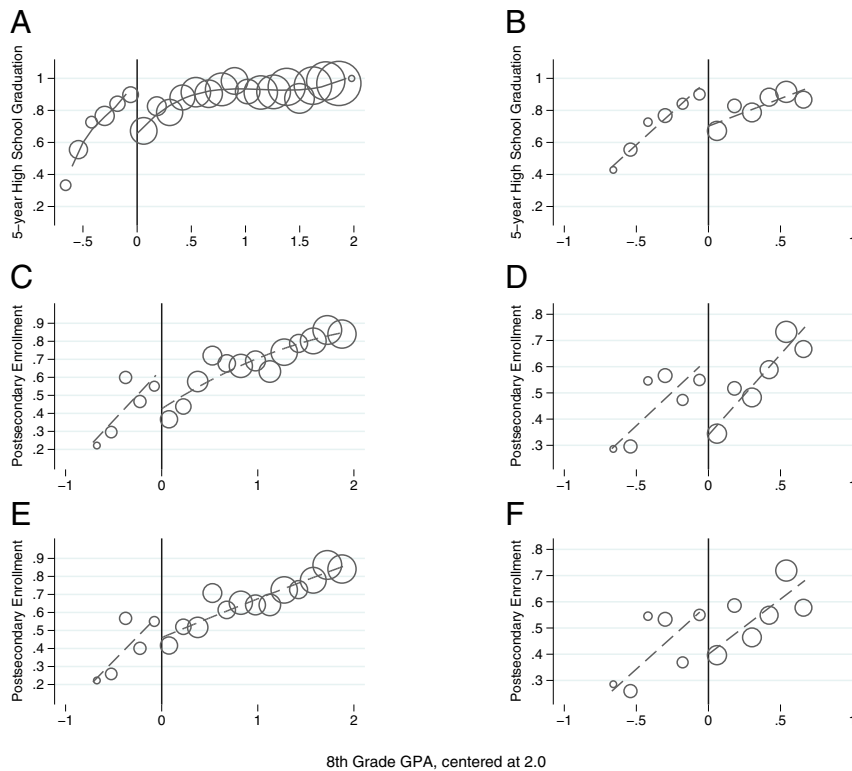 A
5−year High School Graduation
1
.8
.6
.4
.2
−.5 0 .5 1 1.5 2
B
5−year High School Graduation
1
.8
.6
.4
.2
−1 −.5 0 .5 1
C
Postsecondary Enrollment
.9
.8
.7
.6
.5
.4
.3
.2
−1 0 1 2
D
Postsecondary Enrollment
.8
.7
.6
.5
.4
.3
−1 −.5 0 .5 1
E
Postsecondary Enrollment
.9
.8
.7
.6
.5
.4
.3
.2
−1 0 1 2
F
Postsecondary Enrollment
.8
.7
.6
.5
.4
.3
−1 −.5 0 .5 1
8th Grade GPA, centered at 2.0